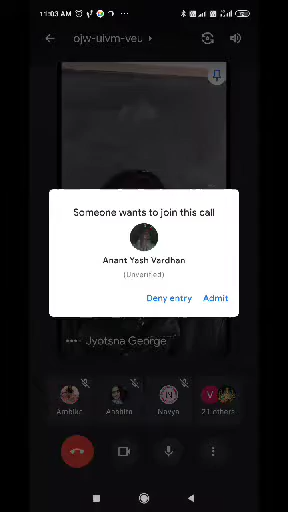 11:03 AM
ojw-uivm-veu
Someone wants to join this call
Anant Yash Vardhan
(Unverified)
Deny entry Admit
Jyotsna George
Ambika Navya V 21 others